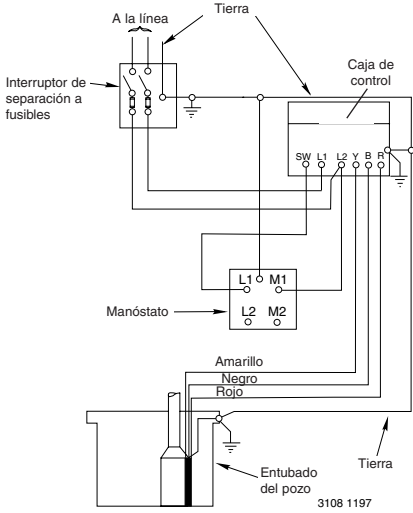 A la línea
Tierra
Interruptor de
separación a
fusibles
Caja de
control
SW L1 L2 Y B R
L1 M1
Manóstato
L2 M2
Amarillo
Negro
Rojo
Entubado
del pozo
Tierra
3108 1197